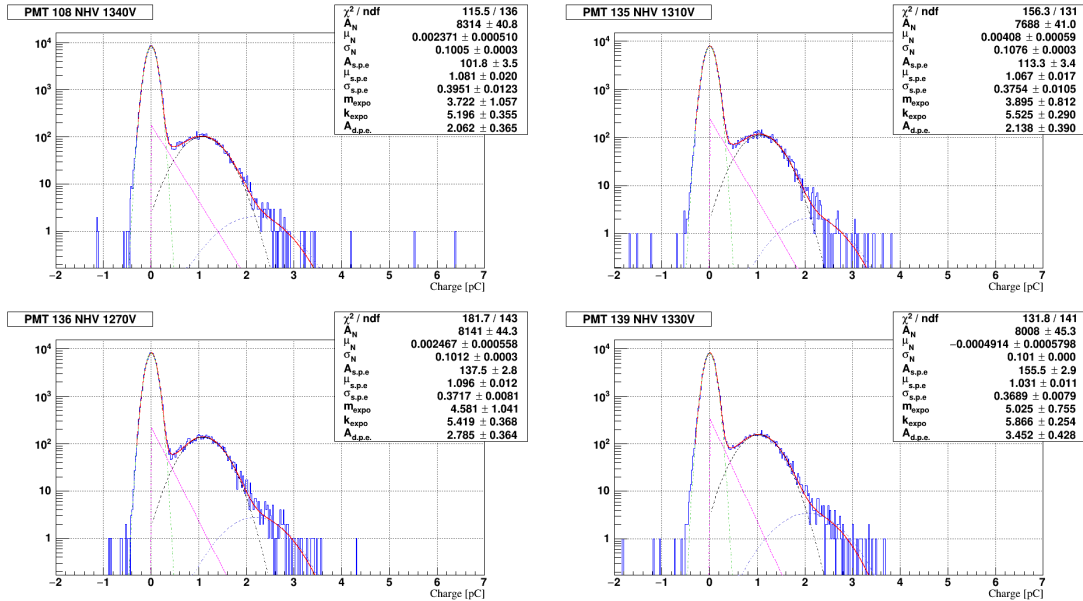 PMT 108 NHV 1340V
χ² / ndf 115.5 / 136
A_N 8314 ± 40.8
μ_N 0.002371 ± 0.000510
σ_N 0.1005 ± 0.0003
A_s.p.e 101.8 ± 3.5
μ_s.p.e 1.081 ± 0.020
σ_s.p.e 0.3951 ± 0.0123
m_expo 3.722 ± 1.057
k_expo 5.196 ± 0.355
A_d.p.e. 2.062 ± 0.365
10⁴
10³
10²
10
1
−2 −1 0 1 2 3 4 5 6 7
Charge [pC]
PMT 135 NHV 1310V
χ² / ndf 156.3 / 131
A_N 7688 ± 41.0
μ_N 0.00408 ± 0.00059
σ_N 0.1076 ± 0.0003
A_s.p.e 113.3 ± 3.4
μ_s.p.e 1.067 ± 0.017
σ_s.p.e 0.3754 ± 0.0105
m_expo 3.895 ± 0.812
k_expo 5.525 ± 0.290
A_d.p.e. 2.138 ± 0.390
10⁴
10³
10²
10
1
−2 −1 0 1 2 3 4 5 6 7
Charge [pC]
PMT 136 NHV 1270V
χ² / ndf 181.7 / 143
A_N 8141 ± 44.3
μ_N 0.002467 ± 0.000558
σ_N 0.1012 ± 0.0003
A_s.p.e 137.5 ± 2.8
μ_s.p.e 1.096 ± 0.012
σ_s.p.e 0.3717 ± 0.0081
m_expo 4.581 ± 1.041
k_expo 5.419 ± 0.368
A_d.p.e. 2.785 ± 0.364
10⁴
10³
10²
10
1
−2 −1 0 1 2 3 4 5 6 7
Charge [pC]
PMT 139 NHV 1330V
χ² / ndf 131.8 / 141
A_N 8008 ± 45.3
μ_N −0.0004914 ± 0.0005798
σ_N 0.101 ± 0.000
A_s.p.e 155.5 ± 2.9
μ_s.p.e 1.031 ± 0.011
σ_s.p.e 0.3689 ± 0.0079
m_expo 5.025 ± 0.755
k_expo 5.866 ± 0.254
A_d.p.e. 3.452 ± 0.428
10⁴
10³
10²
10
1
−2 −1 0 1 2 3 4 5 6 7
Charge [pC]